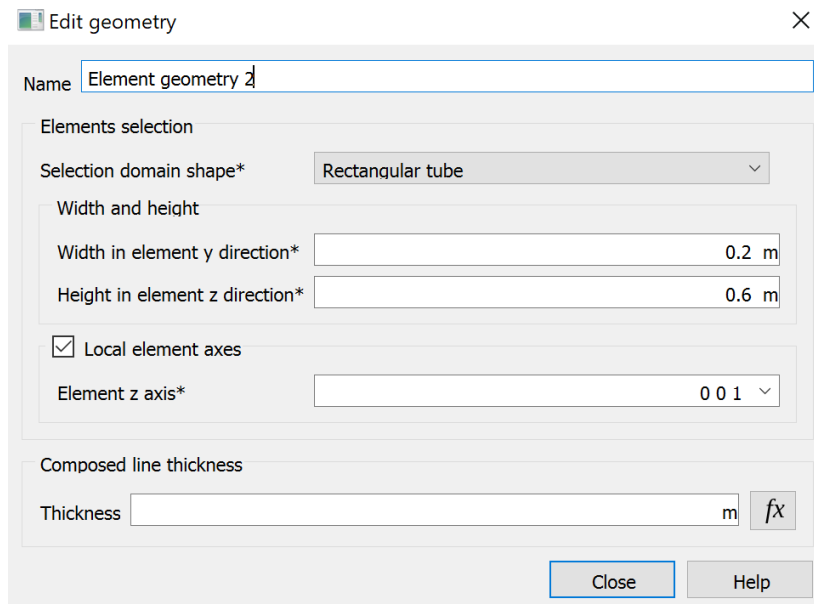 Edit geometry
Name Element geometry 2
Elements selection
Selection domain shape* Rectangular tube
Width and height
Width in element y direction* 0.2 m
Height in element z direction* 0.6 m
Local element axes
Element z axis* 0 0 1
Composed line thickness
Thickness m fx
Close Help